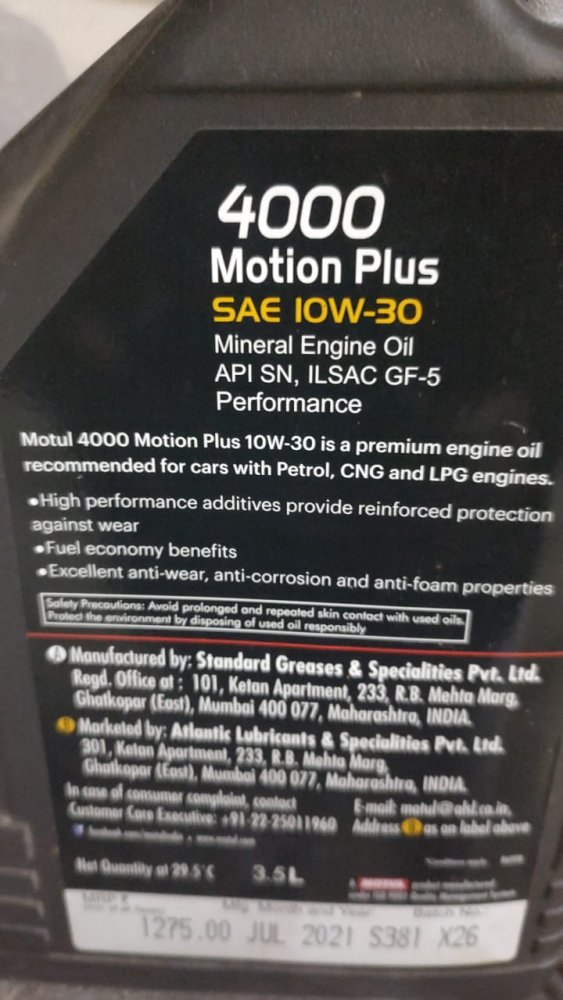 4000
Motion Plus
SAE 10W-30
Mineral Engine Oil
API SN, ILSAC GF-5
Performance
Motul 4000 Motion Plus 10W-30 is a premium engine oil
recommended for cars with Petrol, CNG and LPG engines.
•High performance additives provide reinforced protection
against wear
•Fuel economy benefits
•Excellent anti-wear, anti-corrosion and anti-foam properties
Safety Precautions: Avoid prolonged and repeated skin contact with used oils.
Protect the environment by disposing of used oil responsibly
A Manufactured by: Standard Greases & Specialities Pvt. Ltd.
Regd. Office at : 101, Ketan Apartment, 233, R.B. Mehta Marg,
Ghatkopar (East), Mumbai 400 077, Maharashtra, INDIA.
B Marketed by: Atlantic Lubricants & Specialities Pvt. Ltd.
301, Ketan Apartment, 233, R.B. Mehta Marg,
Ghatkopar (East), Mumbai 400 077, Maharashtra, INDIA.
In case of consumer complaint, contact
Customer Care Executive: +91-22-25011960
E-mail: motul@ahl.co.in,
Address B as on label above
Net Quantity at 29.5°C 3.5L
MOTUL product manufactured
MRP ₹ Mfg. Month and Year: Batch No.:
1275.00 JUL 2021 S381 X26